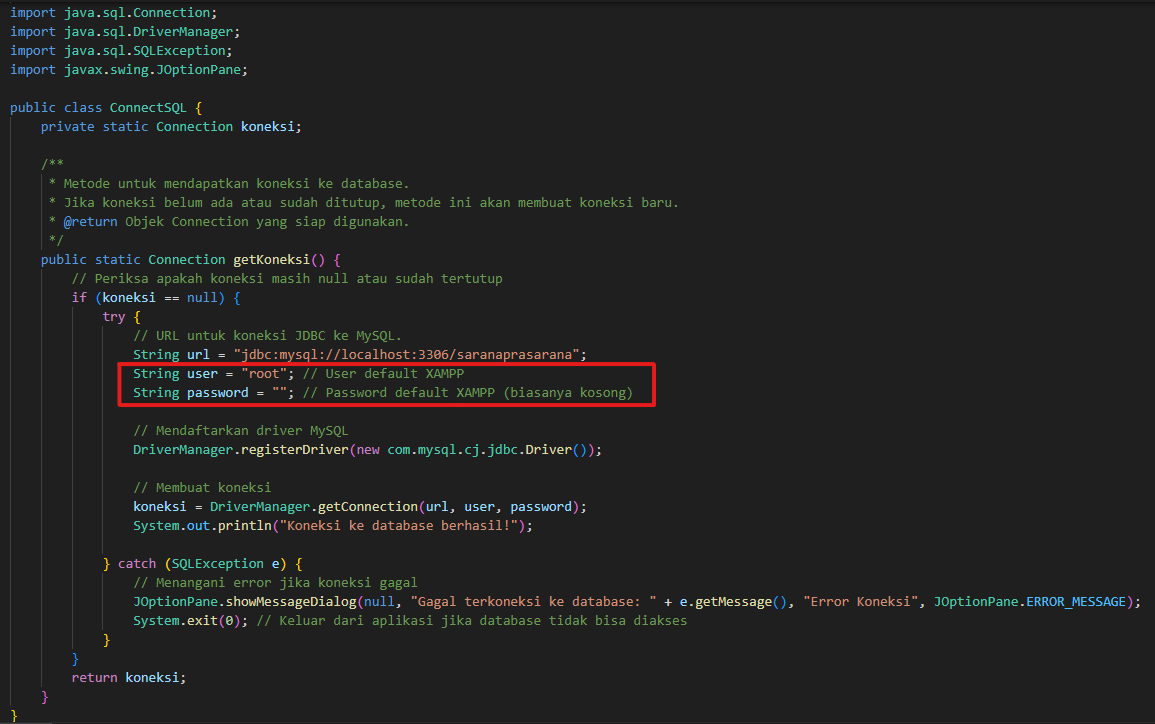 import java.sql.Connection;
import java.sql.DriverManager;
import java.sql.SQLException;
import javax.swing.JOptionPane;
public class ConnectSQL {
    private static Connection koneksi;
    /**
     * Metode untuk mendapatkan koneksi ke database.
     * Jika koneksi belum ada atau sudah ditutup, metode ini akan membuat koneksi baru.
     * @return Objek Connection yang siap digunakan.
     */
    public static Connection getKoneksi() {
        // Periksa apakah koneksi masih null atau sudah tertutup
        if (koneksi == null) {
            try {
                // URL untuk koneksi JDBC ke MySQL.
                String url = "jdbc:mysql://localhost:3306/saranaprasarana";
                String user = "root"; // User default XAMPP
                String password = ""; // Password default XAMPP (biasanya kosong)
                // Mendaftarkan driver MySQL
                DriverManager.registerDriver(new com.mysql.cj.jdbc.Driver());
                // Membuat koneksi
                koneksi = DriverManager.getConnection(url, user, password);
                System.out.println("Koneksi ke database berhasil!");
            } catch (SQLException e) {
                // Menangani error jika koneksi gagal
                JOptionPane.showMessageDialog(null, "Gagal terkoneksi ke database: " + e.getMessage(), "Error Koneksi", JOptionPane.ERROR_MESSAGE);
                System.exit(0); // Keluar dari aplikasi jika database tidak bisa diakses
            }
        }
        return koneksi;
    }
}